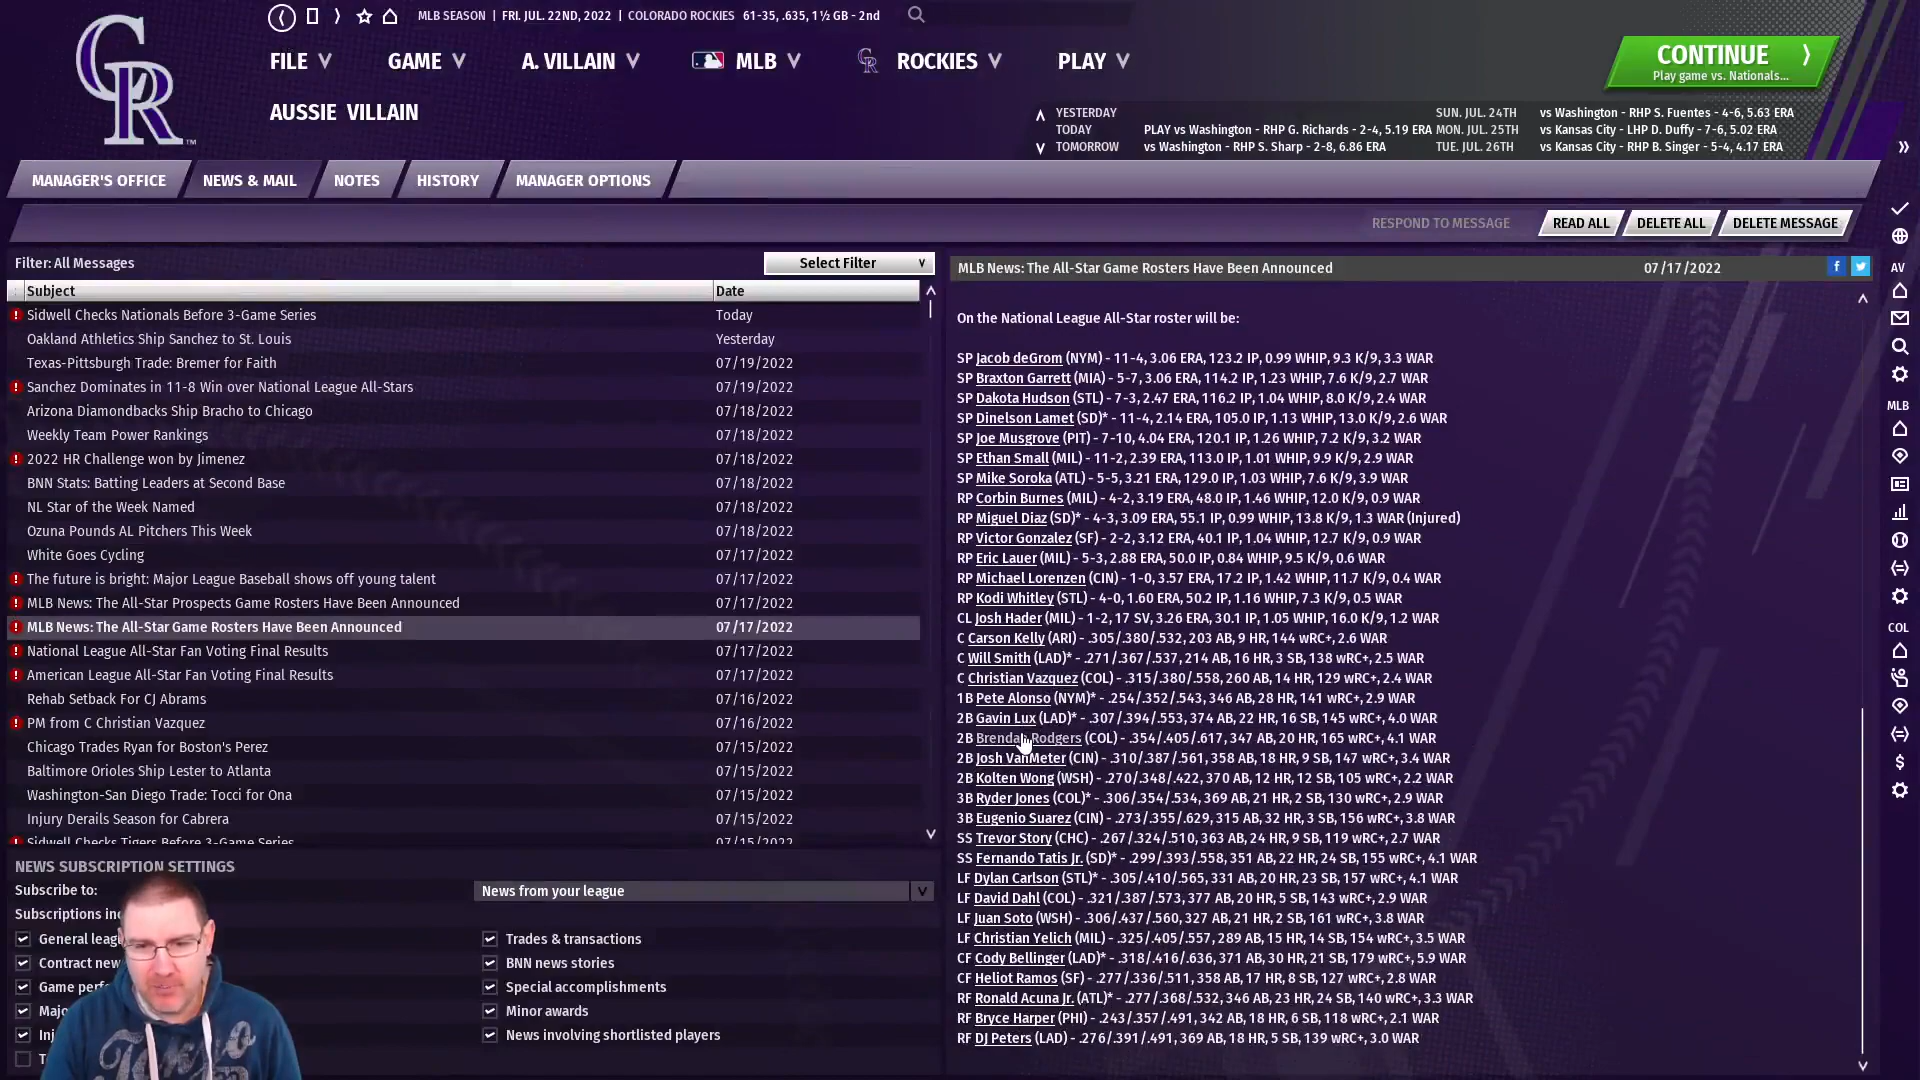 MLB SEASON | FRI. JUL. 22ND, 2022 | COLORADO ROCKIES 61-35, .635, 1½ GB - 2nd
FILE GAME A. VILLAIN MLB ROCKIES PLAY
CONTINUE
Play game vs. Nationals...
AUSSIE VILLAIN
YESTERDAY
TODAY PLAY vs Washington - RHP G. Richards - 2-4, 5.19 ERA
TOMORROW vs Washington - RHP S. Sharp - 2-8, 6.86 ERA
SUN. JUL. 24TH vs Washington - RHP S. Fuentes - 4-6, 5.63 ERA
MON. JUL. 25TH vs Kansas City - LHP D. Duffy - 7-6, 5.02 ERA
TUE. JUL. 26TH vs Kansas City - RHP B. Singer - 5-4, 4.17 ERA
MANAGER'S OFFICE NEWS & MAIL NOTES HISTORY MANAGER OPTIONS
RESPOND TO MESSAGE READ ALL DELETE ALL DELETE MESSAGE
Filter: All Messages Select Filter
Subject Date
Sidwell Checks Nationals Before 3-Game Series Today
Oakland Athletics Ship Sanchez to St. Louis Yesterday
Texas-Pittsburgh Trade: Bremer for Faith 07/19/2022
Sanchez Dominates in 11-8 Win over National League All-Stars 07/19/2022
Arizona Diamondbacks Ship Bracho to Chicago 07/18/2022
Weekly Team Power Rankings 07/18/2022
2022 HR Challenge won by Jimenez 07/18/2022
BNN Stats: Batting Leaders at Second Base 07/18/2022
NL Star of the Week Named 07/18/2022
Ozuna Pounds AL Pitchers This Week 07/18/2022
White Goes Cycling 07/17/2022
The future is bright: Major League Baseball shows off young talent 07/17/2022
MLB News: The All-Star Prospects Game Rosters Have Been Announced 07/17/2022
MLB News: The All-Star Game Rosters Have Been Announced 07/17/2022
National League All-Star Fan Voting Final Results 07/17/2022
American League All-Star Fan Voting Final Results 07/17/2022
Rehab Setback For CJ Abrams 07/16/2022
PM from C Christian Vazquez 07/16/2022
Chicago Trades Ryan for Boston's Perez 07/15/2022
Baltimore Orioles Ship Lester to Atlanta 07/15/2022
Washington-San Diego Trade: Tocci for Ona 07/15/2022
Injury Derails Season for Cabrera 07/15/2022
Sidwell Checks Tigers Before 3-Game Series 07/15/2022
NEWS SUBSCRIPTION SETTINGS
Subscribe to: News from your league
Subscriptions inc
General leag Trades & transactions
Contract new BNN news stories
Game perf Special accomplishments
Majo Minor awards
Inj News involving shortlisted players
T
MLB News: The All-Star Game Rosters Have Been Announced 07/17/2022
On the National League All-Star roster will be:
SP Jacob deGrom (NYM) - 11-4, 3.06 ERA, 123.2 IP, 0.99 WHIP, 9.3 K/9, 3.3 WAR
SP Braxton Garrett (MIA) - 5-7, 3.06 ERA, 114.2 IP, 1.23 WHIP, 7.6 K/9, 2.7 WAR
SP Dakota Hudson (STL) - 7-3, 2.47 ERA, 116.2 IP, 1.04 WHIP, 8.0 K/9, 2.4 WAR
SP Dinelson Lamet (SD)* - 11-4, 2.14 ERA, 105.0 IP, 1.13 WHIP, 13.0 K/9, 2.6 WAR
SP Joe Musgrove (PIT) - 7-10, 4.04 ERA, 120.1 IP, 1.26 WHIP, 7.2 K/9, 3.2 WAR
SP Ethan Small (MIL) - 11-2, 2.39 ERA, 113.0 IP, 1.01 WHIP, 9.9 K/9, 2.9 WAR
SP Mike Soroka (ATL) - 5-5, 3.21 ERA, 129.0 IP, 1.03 WHIP, 7.6 K/9, 3.9 WAR
RP Corbin Burnes (MIL) - 4-2, 3.19 ERA, 48.0 IP, 1.46 WHIP, 12.0 K/9, 0.9 WAR
RP Miguel Diaz (SD)* - 4-3, 3.09 ERA, 55.1 IP, 0.99 WHIP, 13.8 K/9, 1.3 WAR (Injured)
RP Victor Gonzalez (SF) - 2-2, 3.12 ERA, 40.1 IP, 1.04 WHIP, 12.7 K/9, 0.9 WAR
RP Eric Lauer (MIL) - 5-3, 2.88 ERA, 50.0 IP, 0.84 WHIP, 9.5 K/9, 0.6 WAR
RP Michael Lorenzen (CIN) - 1-0, 3.57 ERA, 17.2 IP, 1.42 WHIP, 11.7 K/9, 0.4 WAR
RP Kodi Whitley (STL) - 4-0, 1.60 ERA, 50.2 IP, 1.16 WHIP, 7.3 K/9, 0.5 WAR
CL Josh Hader (MIL) - 1-2, 17 SV, 3.26 ERA, 30.1 IP, 1.05 WHIP, 16.0 K/9, 1.2 WAR
C Carson Kelly (ARI) - .305/.380/.532, 203 AB, 9 HR, 144 wRC+, 2.6 WAR
C Will Smith (LAD)* - .271/.367/.537, 214 AB, 16 HR, 3 SB, 138 wRC+, 2.5 WAR
C Christian Vazquez (COL) - .315/.380/.558, 260 AB, 14 HR, 129 wRC+, 2.4 WAR
1B Pete Alonso (NYM)* - .254/.352/.543, 346 AB, 28 HR, 141 wRC+, 2.9 WAR
2B Gavin Lux (LAD)* - .307/.394/.553, 374 AB, 22 HR, 16 SB, 145 wRC+, 4.0 WAR
2B Brendan Rodgers (COL) - .354/.405/.617, 347 AB, 20 HR, 165 wRC+, 4.1 WAR
2B Josh VanMeter (CIN) - .310/.387/.561, 358 AB, 18 HR, 9 SB, 147 wRC+, 3.4 WAR
2B Kolten Wong (WSH) - .270/.348/.422, 370 AB, 12 HR, 12 SB, 105 wRC+, 2.2 WAR
3B Ryder Jones (COL)* - .306/.354/.534, 369 AB, 21 HR, 2 SB, 130 wRC+, 2.9 WAR
3B Eugenio Suarez (CIN) - .273/.355/.629, 315 AB, 32 HR, 3 SB, 156 wRC+, 3.8 WAR
SS Trevor Story (CHC) - .267/.324/.510, 363 AB, 24 HR, 9 SB, 119 wRC+, 2.7 WAR
SS Fernando Tatis Jr. (SD)* - .299/.393/.558, 351 AB, 22 HR, 24 SB, 155 wRC+, 4.1 WAR
LF Dylan Carlson (STL)* - .305/.410/.565, 331 AB, 20 HR, 23 SB, 157 wRC+, 4.1 WAR
LF David Dahl (COL) - .321/.387/.573, 377 AB, 20 HR, 5 SB, 143 wRC+, 2.9 WAR
LF Juan Soto (WSH) - .306/.437/.560, 327 AB, 21 HR, 2 SB, 161 wRC+, 3.8 WAR
LF Christian Yelich (MIL) - .325/.405/.557, 289 AB, 15 HR, 14 SB, 154 wRC+, 3.5 WAR
CF Cody Bellinger (LAD)* - .318/.416/.636, 371 AB, 30 HR, 21 SB, 179 wRC+, 5.9 WAR
CF Heliot Ramos (SF) - .277/.336/.511, 358 AB, 17 HR, 8 SB, 127 wRC+, 2.8 WAR
RF Ronald Acuna Jr. (ATL)* - .277/.368/.532, 346 AB, 23 HR, 24 SB, 140 wRC+, 3.3 WAR
RF Bryce Harper (PHI) - .243/.357/.491, 342 AB, 18 HR, 6 SB, 118 wRC+, 2.1 WAR
RF DJ Peters (LAD) - .276/.391/.491, 369 AB, 18 HR, 5 SB, 139 wRC+, 3.0 WAR
AV
MLB
COL